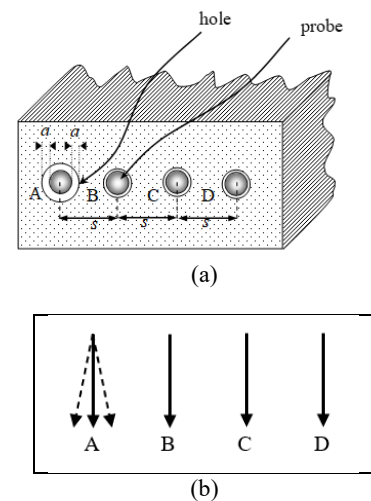 hole
probe
a a
A B C D
s s s
(a)
A B C D
(b)